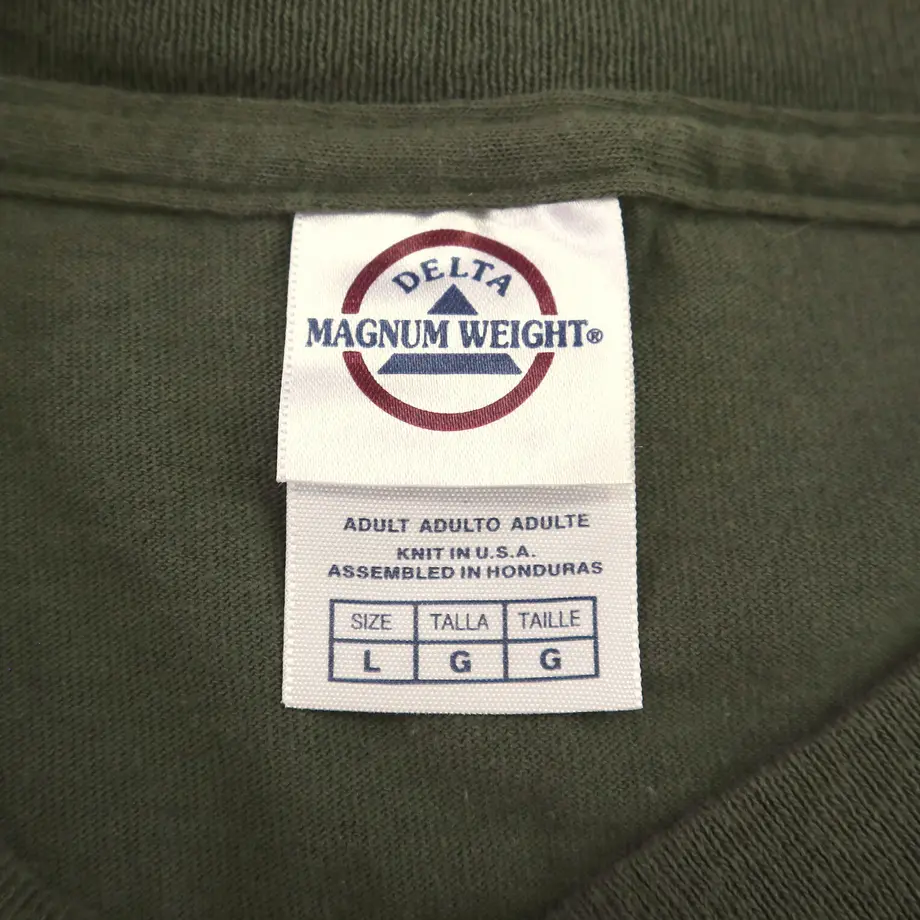 DELTA
MAGNUM WEIGHT®
ADULT ADULTO ADULTE
KNIT IN U.S.A.
ASSEMBLED IN HONDURAS
SIZE TALLA TAILLE
L G G